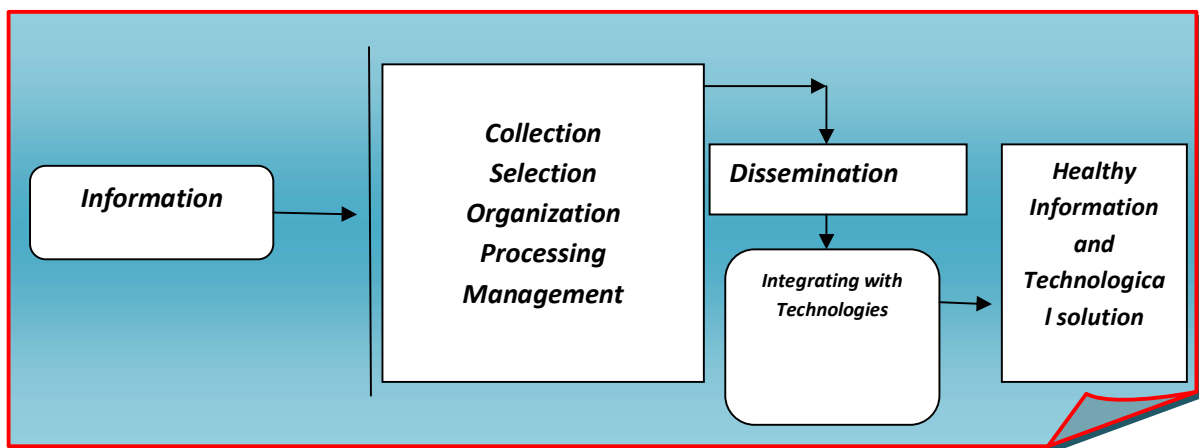 Information
Collection
Selection
Organization
Processing
Management
Dissemination
Integrating with
Technologies
Healthy
Information
and
Technologica
l solution